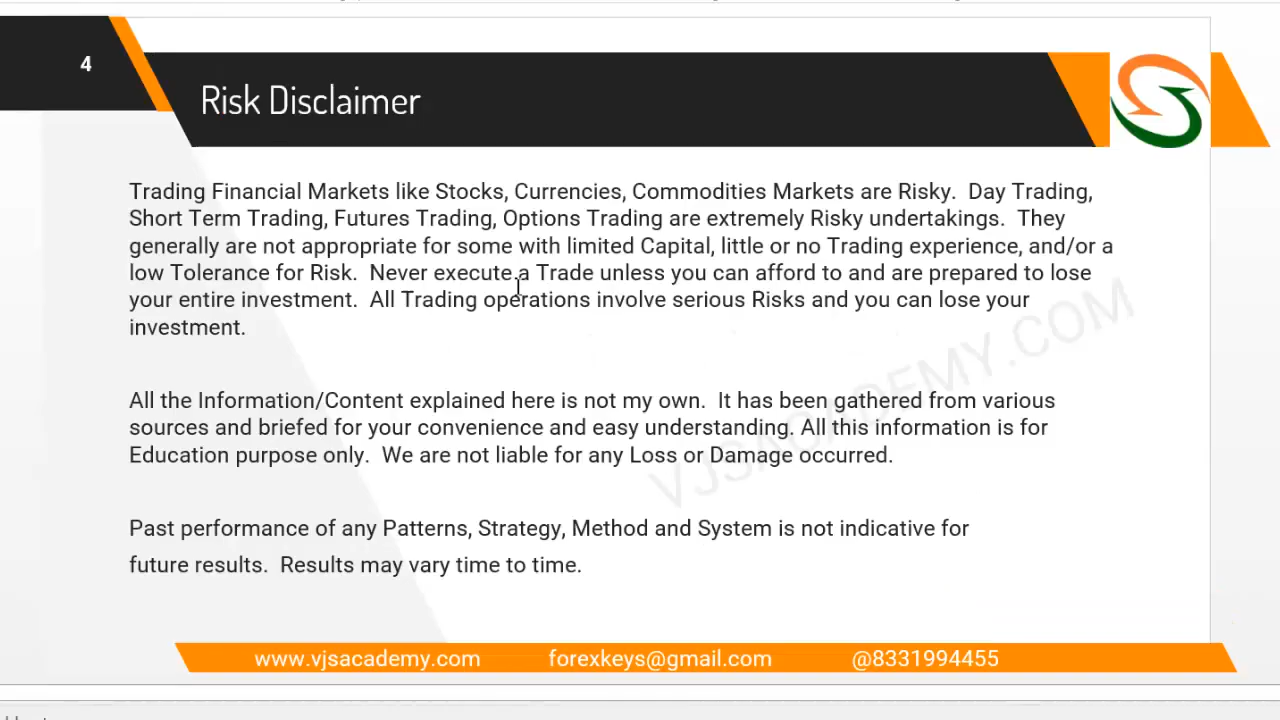 4
Risk Disclaimer
Trading Financial Markets like Stocks, Currencies, Commodities Markets are Risky.  Day Trading,
Short Term Trading, Futures Trading, Options Trading are extremely Risky undertakings.  They
generally are not appropriate for some with limited Capital, little or no Trading experience, and/or a
low Tolerance for Risk.  Never execute a Trade unless you can afford to and are prepared to lose
your entire investment.  All Trading operations involve serious Risks and you can lose your
investment.
All the Information/Content explained here is not my own.  It has been gathered from various
sources and briefed for your convenience and easy understanding. All this information is for
Education purpose only.  We are not liable for any Loss or Damage occurred.
VJSACADEMY.COM
Past performance of any Patterns, Strategy, Method and System is not indicative for
future results.  Results may vary time to time.
www.vjsacademy.com forexkeys@gmail.com @8331994455